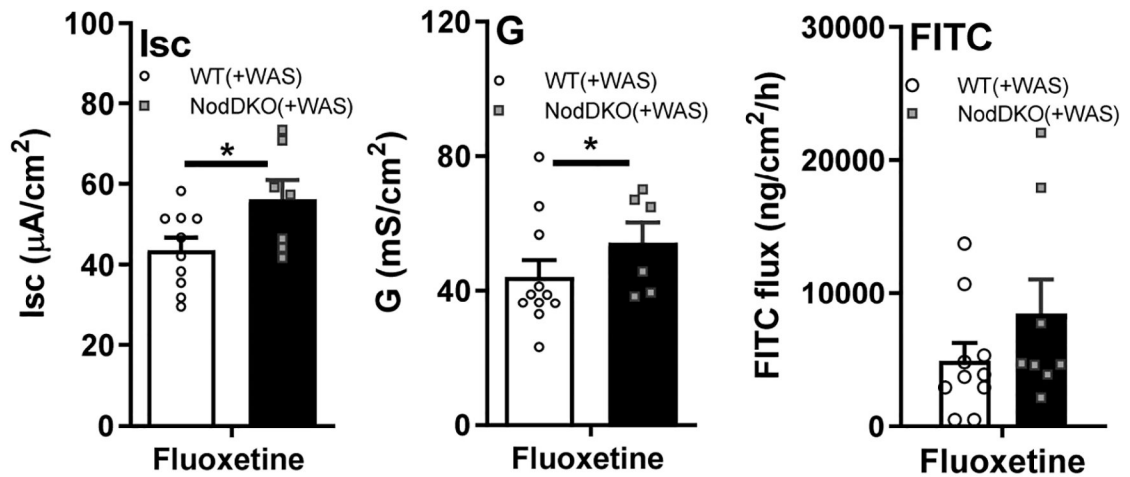 Isc
WT(+WAS)
NodDKO(+WAS)
*
Isc (μA/cm²)
100
80
60
40
20
0
Fluoxetine
G
WT(+WAS)
NodDKO(+WAS)
*
G (mS/cm²)
120
80
40
0
Fluoxetine
FITC
WT(+WAS)
NodDKO(+WAS)
FITC flux (ng/cm²/h)
30000
20000
10000
0
Fluoxetine